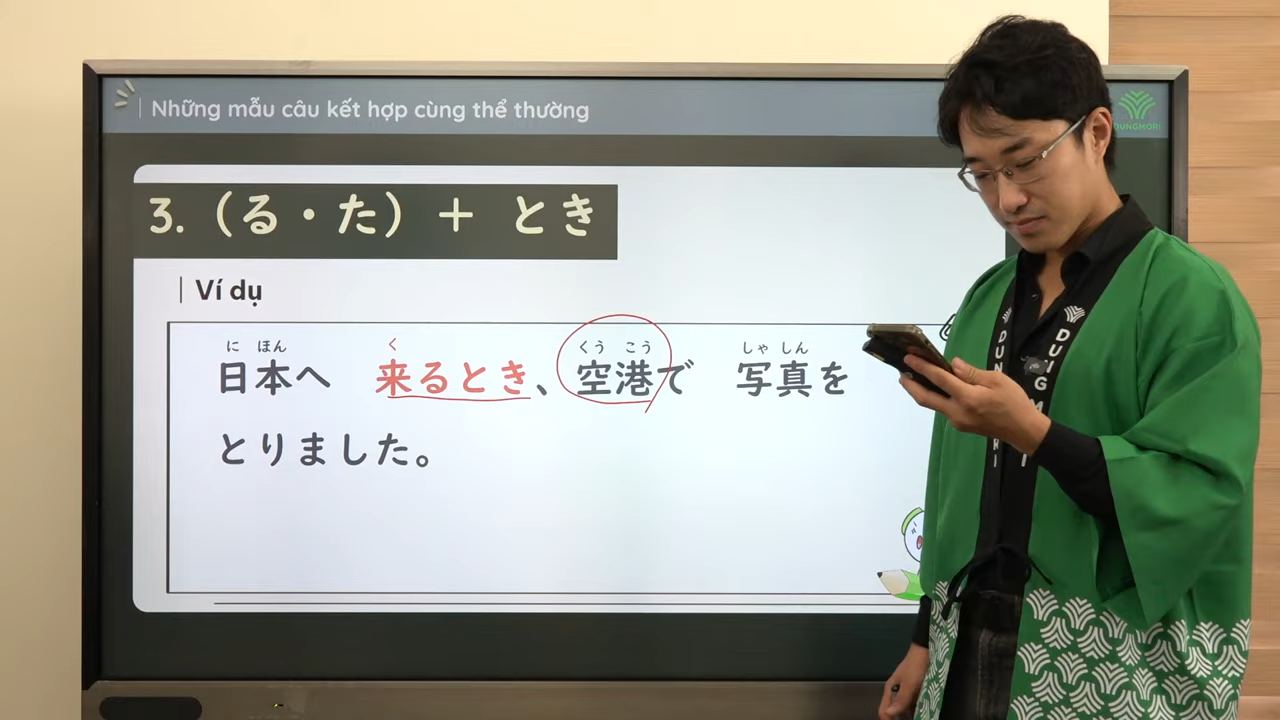 Những mẫu câu kết hợp cùng thể thường
DUNGMORI
3. (る・た) + とき
Ví dụ
に ほん く くう こう しゃ しん
日本へ 来るとき、空港で 写真を
とりました。